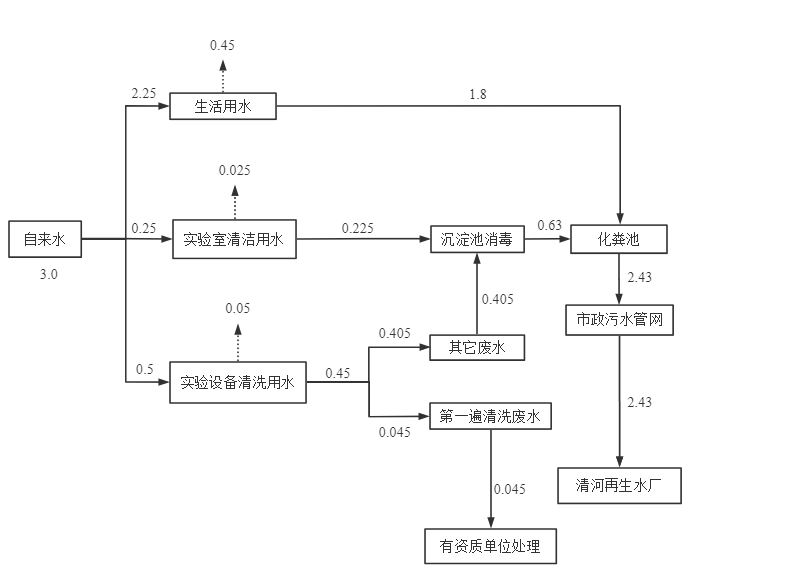 0.45
2.25
生活用水
1.8
0.025
自来水
3.0
0.25
实验室清洁用水
0.225
沉淀池消毒
0.63
化粪池
2.43
0.405
市政污水管网
0.05
0.5
实验设备清洗用水
0.45
0.405
其它废水
0.045
第一遍清洗废水
2.43
0.045
清河再生水厂
有资质单位处理